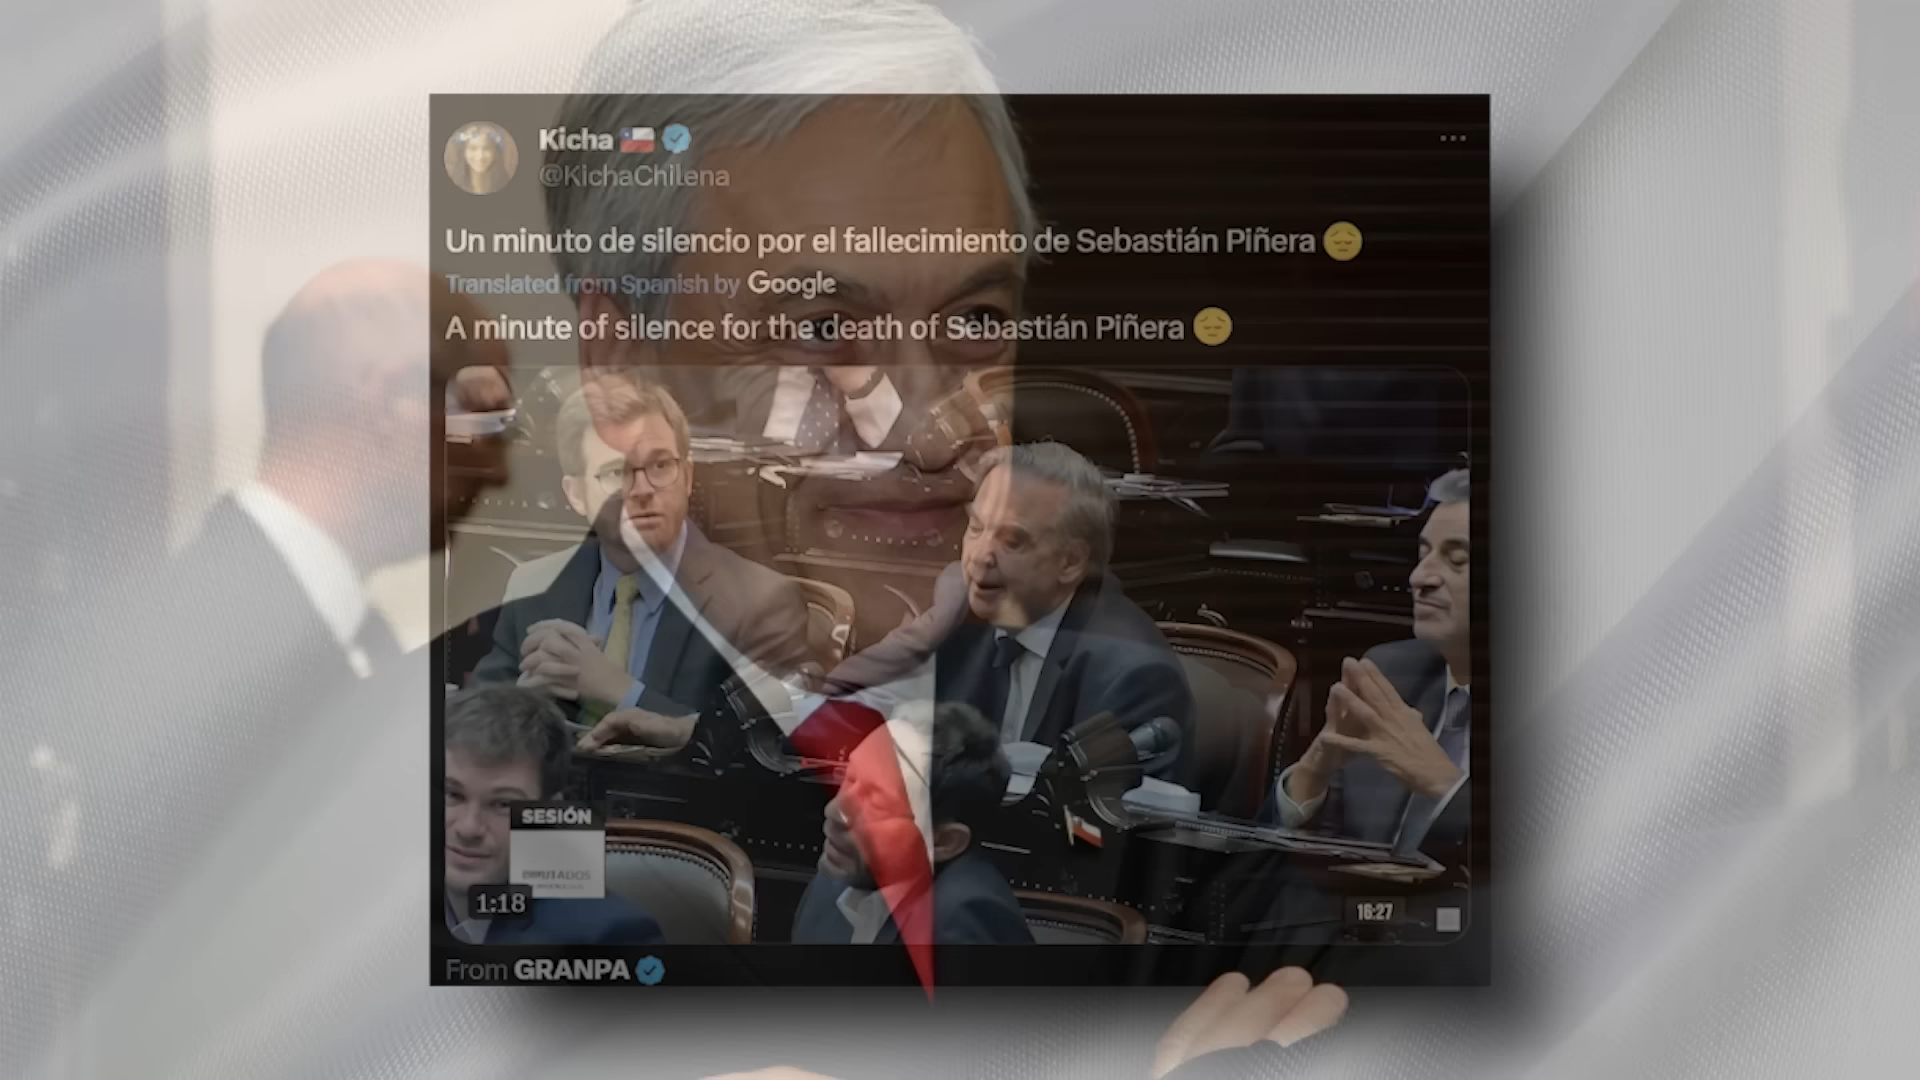 Kicha
@KichaChilena
Un minuto de silencio por el fallecimiento de Sebastián Piñera
Translated from Spanish by Google
A minute of silence for the death of Sebastián Piñera
SESIÓN
DIPUTADOS
1:18
16:27
From GRANPA